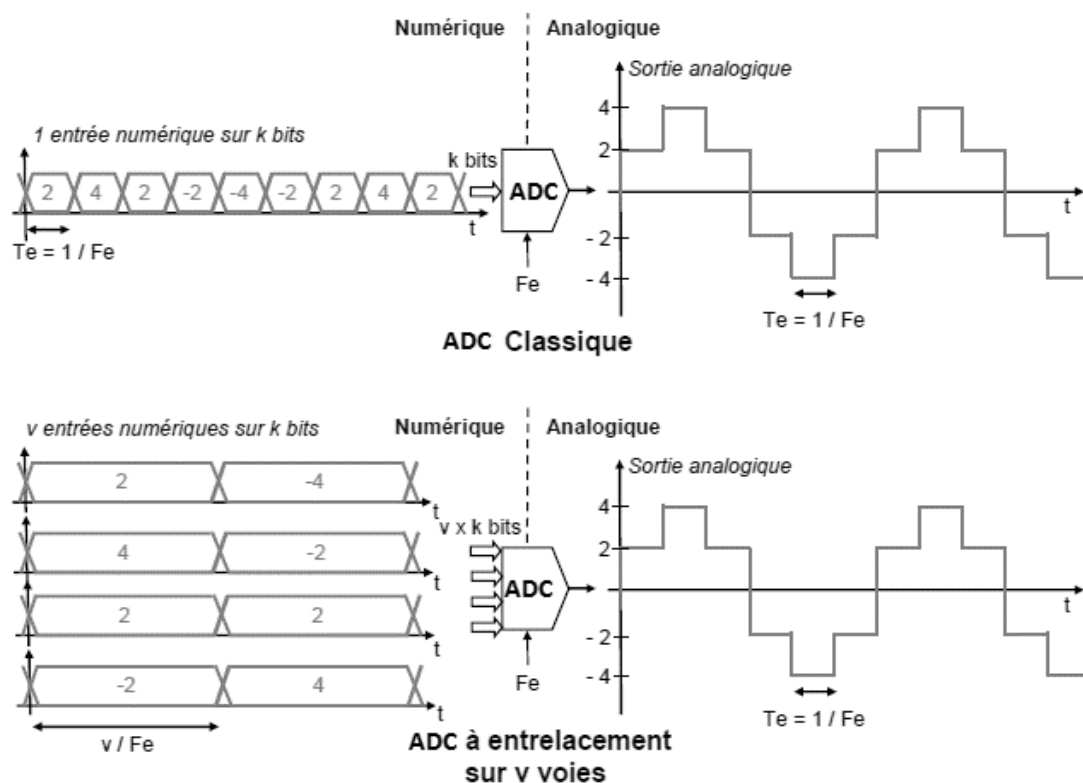 Numérique
Analogique
Sortie analogique
1 entrée numérique sur k bits
k bits
2 4 2 -2 -4 -2 2 4 2
t
Te = 1 / Fe
ADC
Fe
4
2
- 2
- 4
t
Te = 1 / Fe
ADC Classique
Numérique
Analogique
v entrées numériques sur k bits
Sortie analogique
2 -4
t
4 -2
t
2 2
t
-2 4
t
v / Fe
v x k bits
ADC
Fe
4
2
- 2
- 4
t
Te = 1 / Fe
ADC à entrelacement
sur v voies